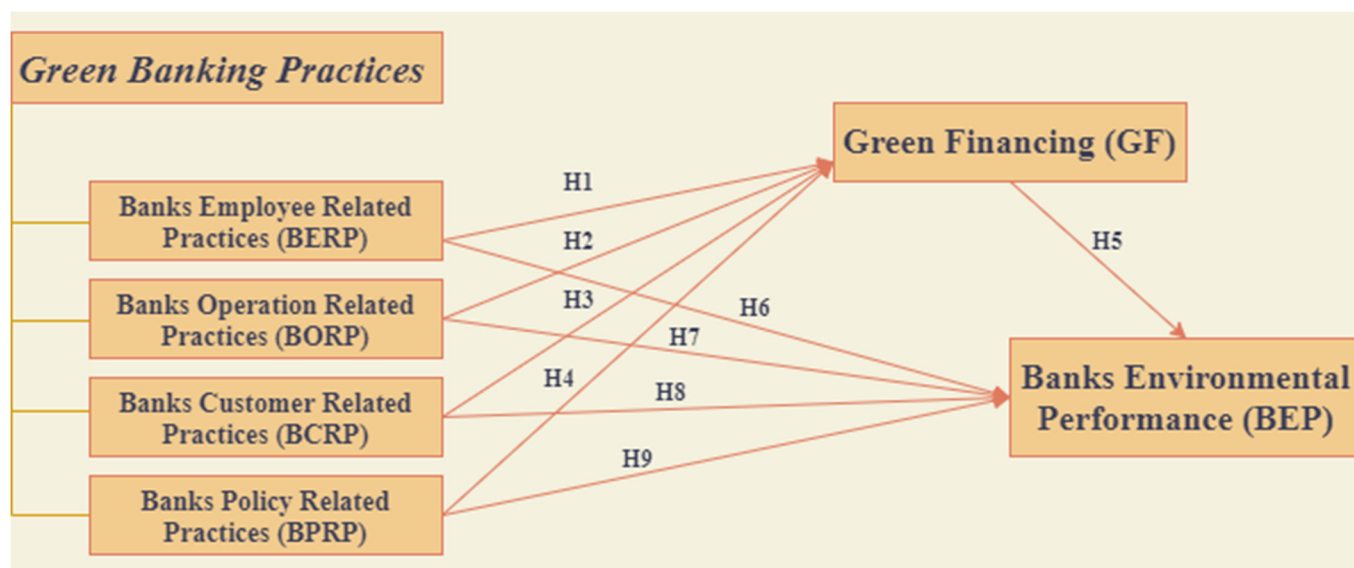 Green Banking Practices
Green Financing (GF)
Banks Employee Related
Practices (BERP)
Banks Operation Related
Practices (BORP)
Banks Customer Related
Practices (BCRP)
Banks Policy Related
Practices (BPRP)
H1
H2
H3
H4
H5
H6
H7
H8
H9
Banks Environmental
Performance (BEP)